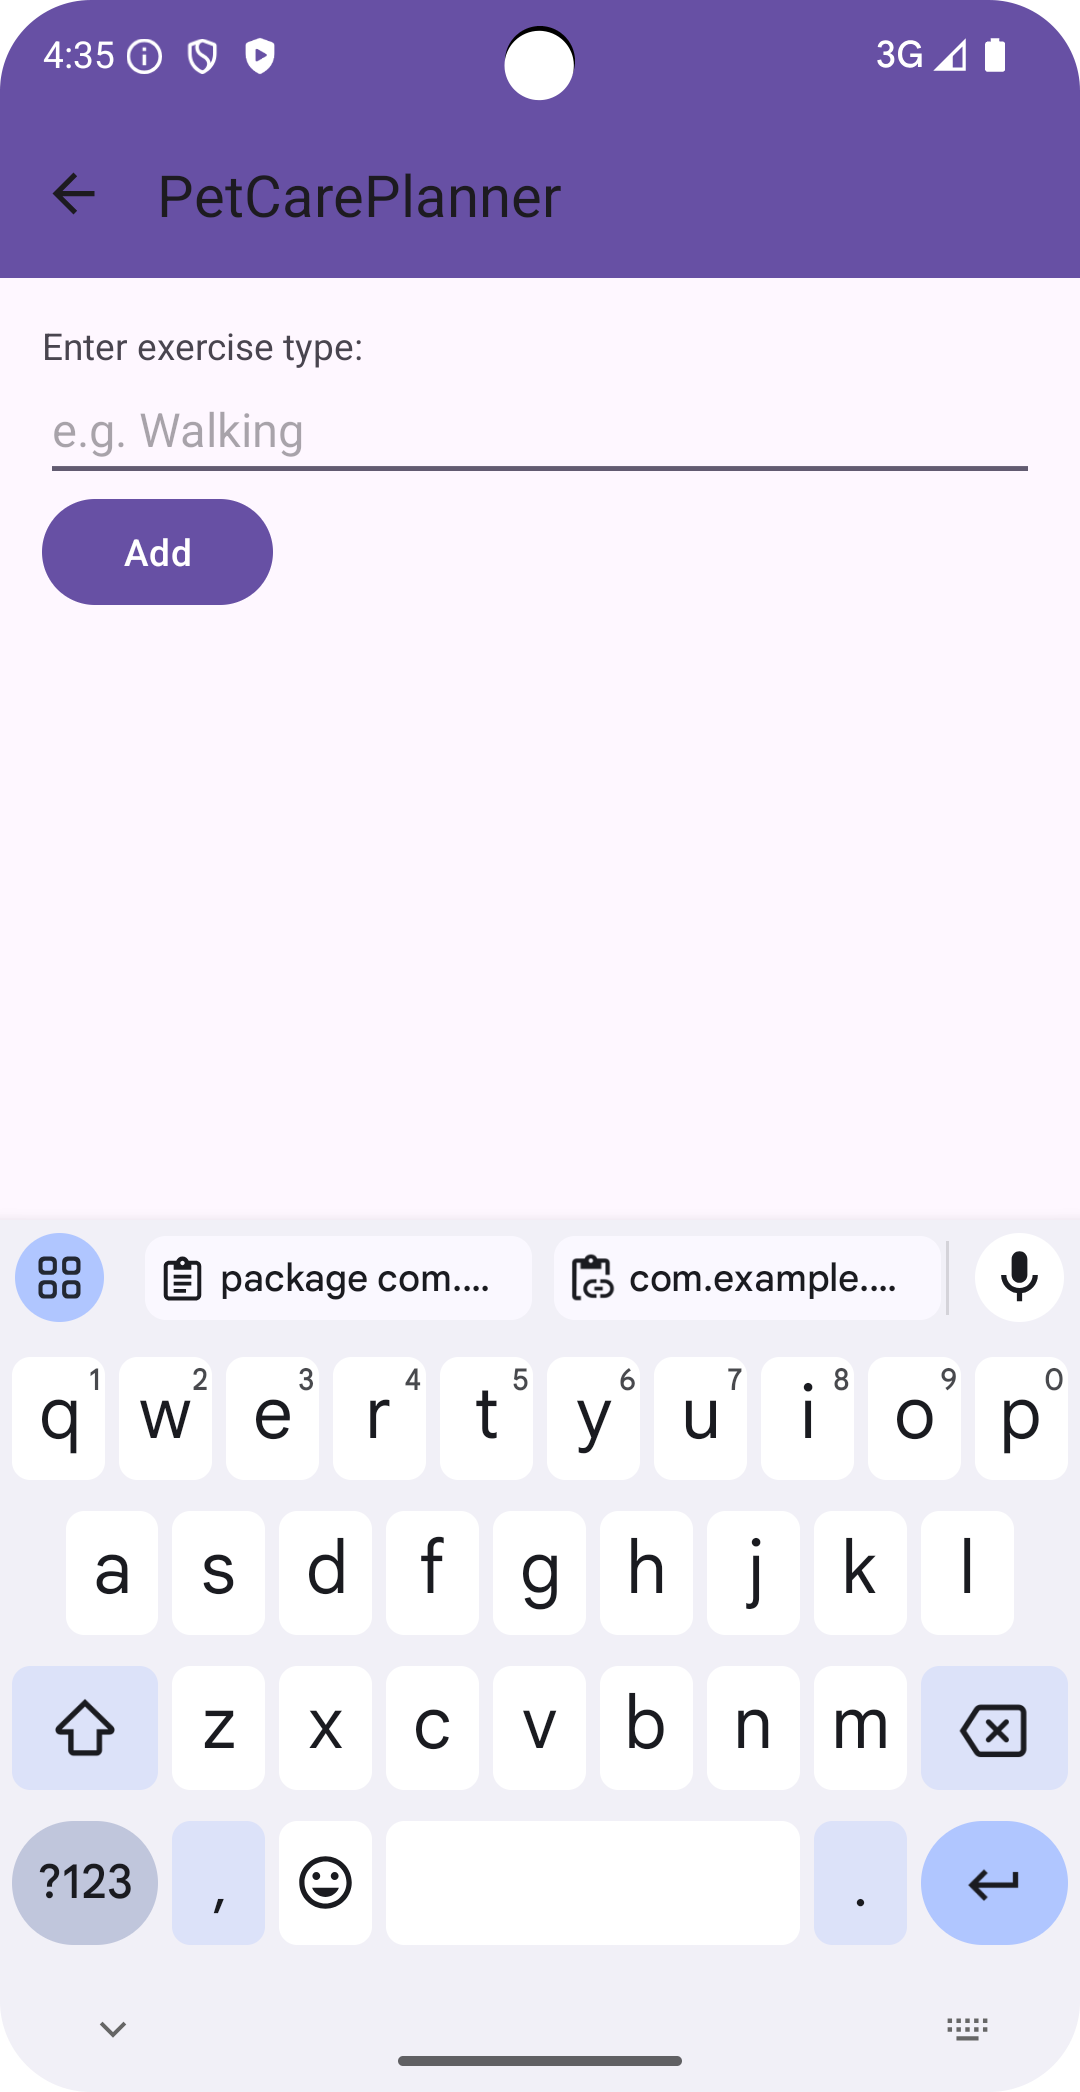 4:35 3G
PetCarePlanner
Enter exercise type:
e.g. Walking
Add
package com.... com.example....
q1 w2 e3 r4 t5 y6 u7 i8 o9 p0
a s d f g h j k l
z x c v b n m
?123 , .